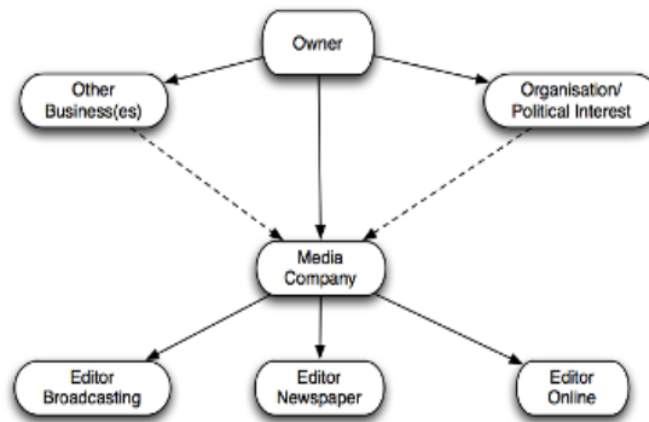 Owner
Other
Business(es)
Organisation/
Political Interest
Media
Company
Editor
Broadcasting
Editor
Newspaper
Editor
Online